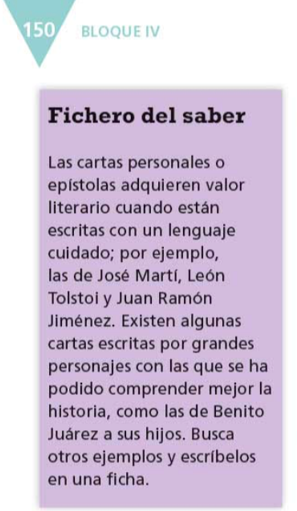 150 BLOQUE IV
Fichero del saber
Las cartas personales o
epístolas adquieren valor
literario cuando están
escritas con un lenguaje
cuidado; por ejemplo,
las de José Martí, León
Tolstoi y Juan Ramón
Jiménez. Existen algunas
cartas escritas por grandes
personajes con las que se ha
podido comprender mejor la
historia, como las de Benito
Juárez a sus hijos. Busca
otros ejemplos y escríbelos
en una ficha.